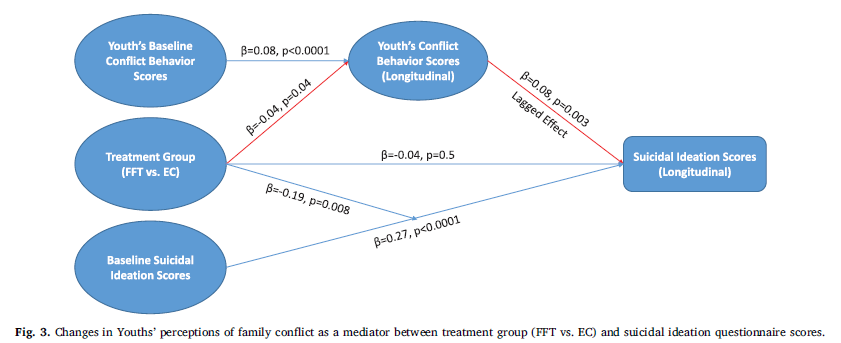 Youth's Baseline
Conflict Behavior
Scores
β=0.08, p<0.0001
Youth's Conflict
Behavior Scores
(Longitudinal)
β=-0.04, p=0.04
β=0.08, p=0.003
Lagged Effect
Treatment Group
(FFT vs. EC)
β=-0.04, p=0.5
Suicidal Ideation Scores
(Longitudinal)
β=-0.19, p=0.008
β=0.27, p<0.0001
Baseline Suicidal
Ideation Scores
Fig. 3. Changes in Youths' perceptions of family conflict as a mediator between treatment group (FFT vs. EC) and suicidal ideation questionnaire scores.